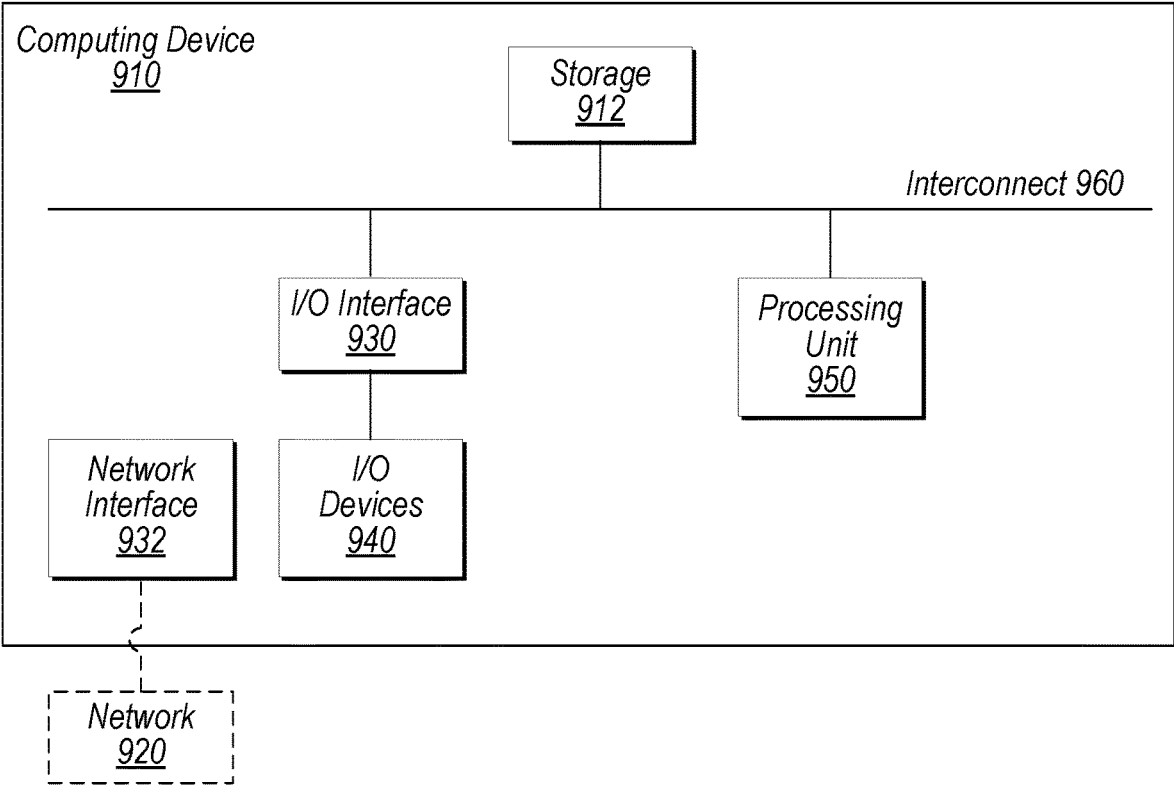 Computing Device
910
Storage
912
Interconnect 960
I/O Interface
930
Processing
Unit
950
Network
Interface
932
I/O
Devices
940
Network
920